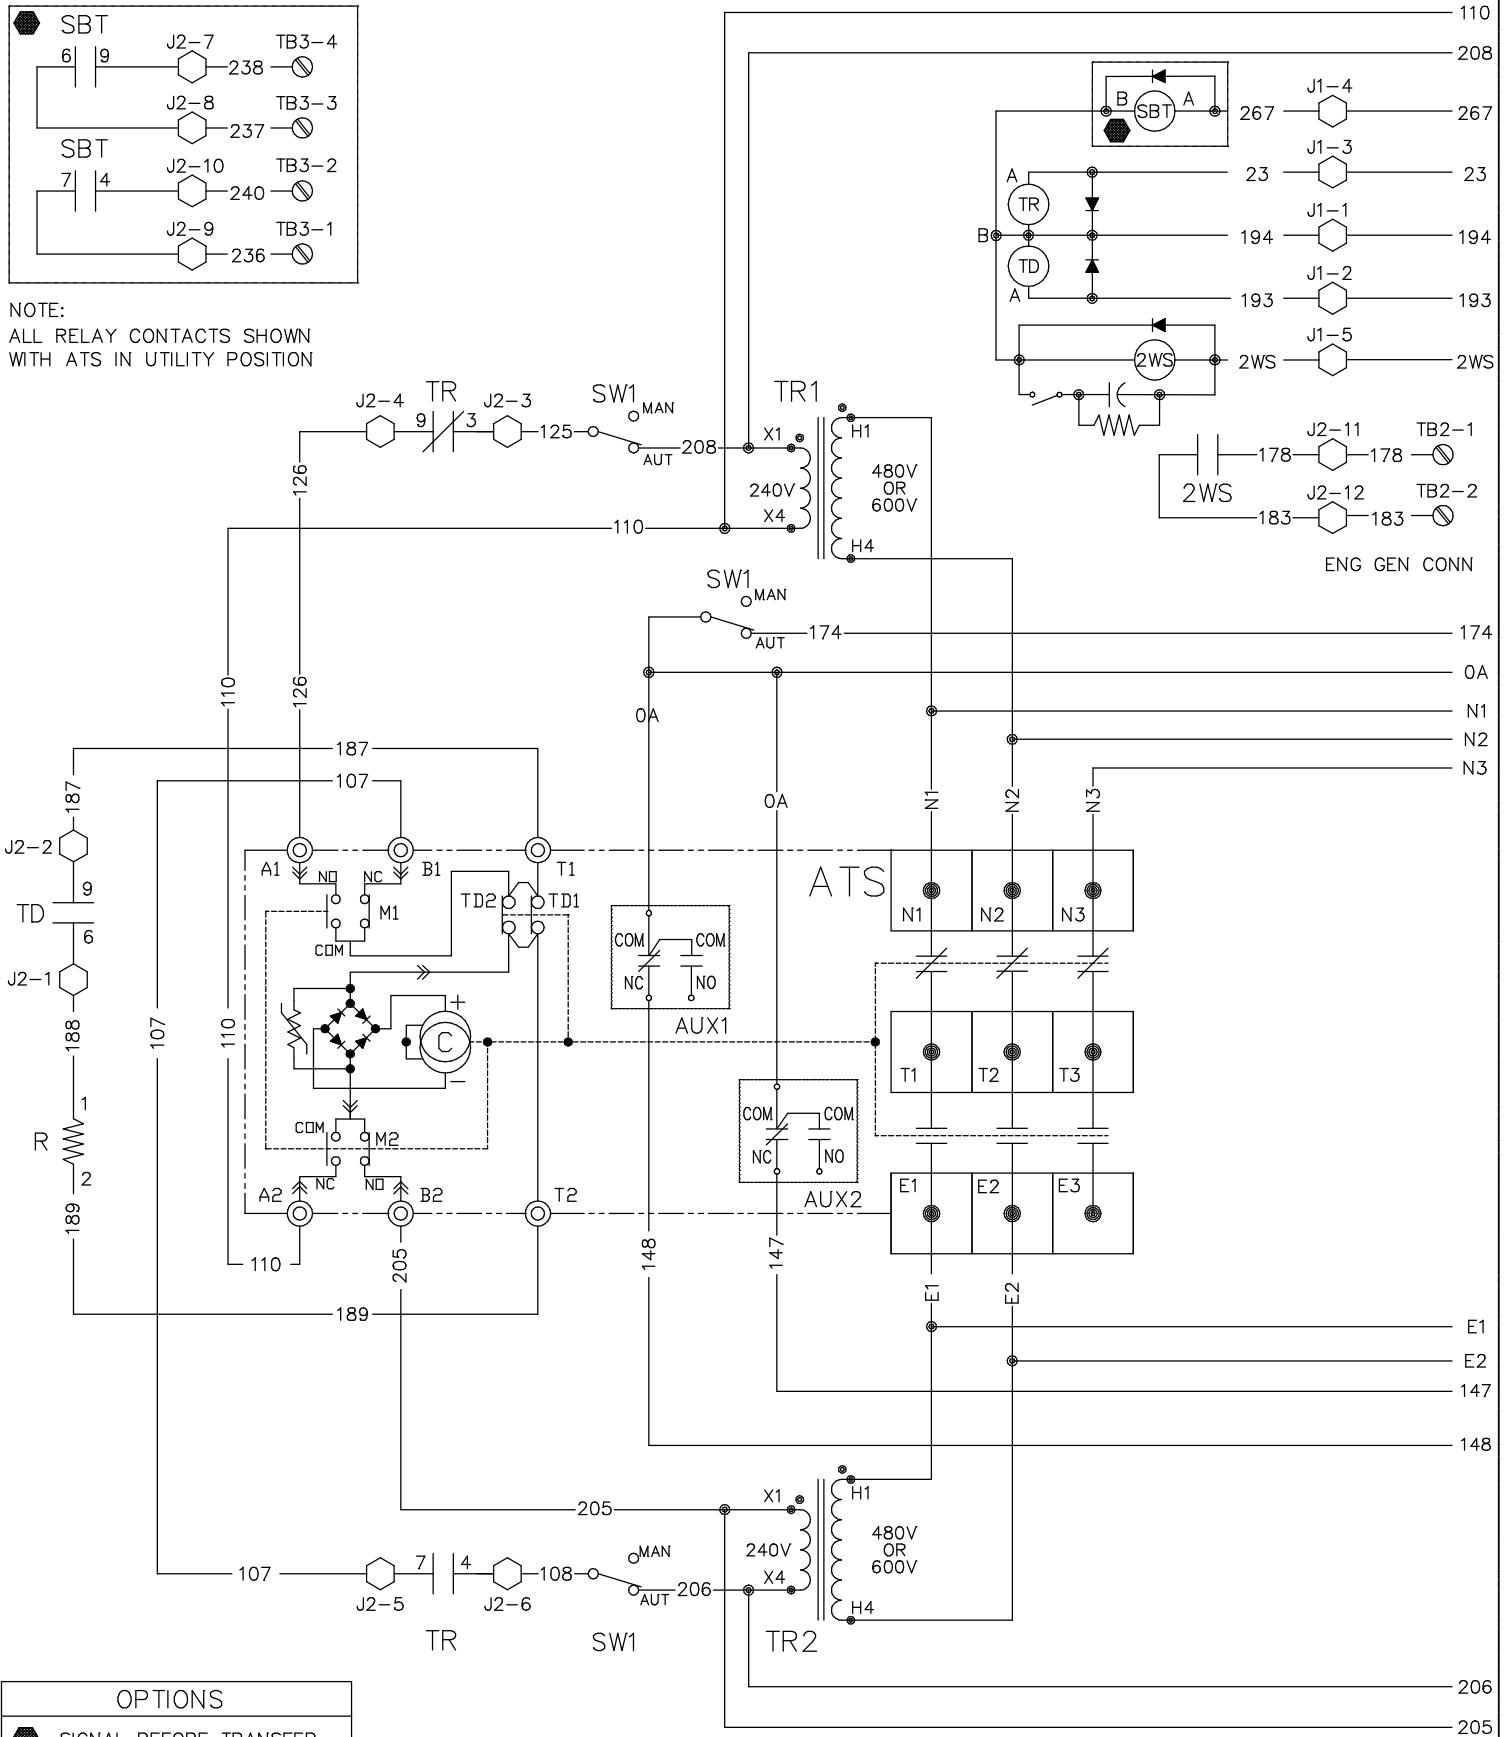 SBT
6 9
J2-7
238
TB3-4
J2-8
237
TB3-3
SBT
7 4
J2-10
240
TB3-2
J2-9
236
TB3-1
NOTE:
ALL RELAY CONTACTS SHOWN
WITH ATS IN UTILITY POSITION
110
208
B SBT A
267
J1-4
267
A
TR
23
J1-3
23
B
194
J1-1
194
TD
A
193
J1-2
193
2WS
2WS
J1-5
2WS
178
J2-11
178
TB2-1
2WS
183
J2-12
183
TB2-2
ENG GEN CONN
J2-4
TR
9 3
J2-3
125
SW1
MAN
AUT
208
TR1
X1
240V
X4
H1
480V
OR
600V
H4
126
110
SW1
MAN
AUT
174
174
0A
N1
N2
N3
110
126
0A
0A
N1
N2
N3
187
107
187
J2-2
9
TD
6
J2-1
188
1
R
2
189
107
110
A1
B1
T1
NO
NC
M1
COM
TD2
TD1
+
C
-
COM
M2
NC
NO
A2
B2
T2
110
205
189
COM
COM
NC
NO
AUX1
COM
COM
NC
NO
AUX2
148
147
ATS
N1
N2
N3
T1
T2
T3
E1
E2
E3
E1
E2
E1
E2
147
148
205
X1
240V
X4
H1
480V
OR
600V
H4
TR2
107
J2-5
7 4
TR
J2-6
108
MAN
AUT
SW1
206
206
205
OPTIONS
SIGNAL BEFORE TRANSFER